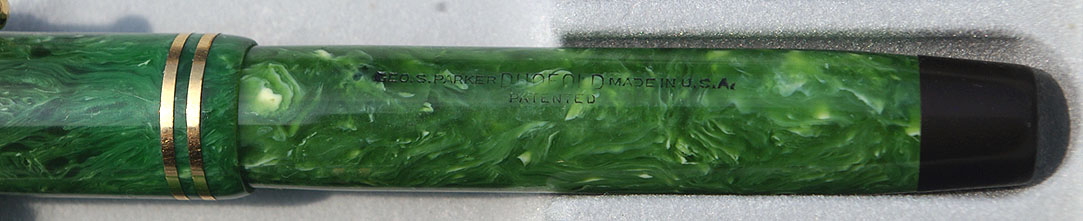 GEO.S. PARKER DUOFOLD MADE IN U.S.A.
PATENTED